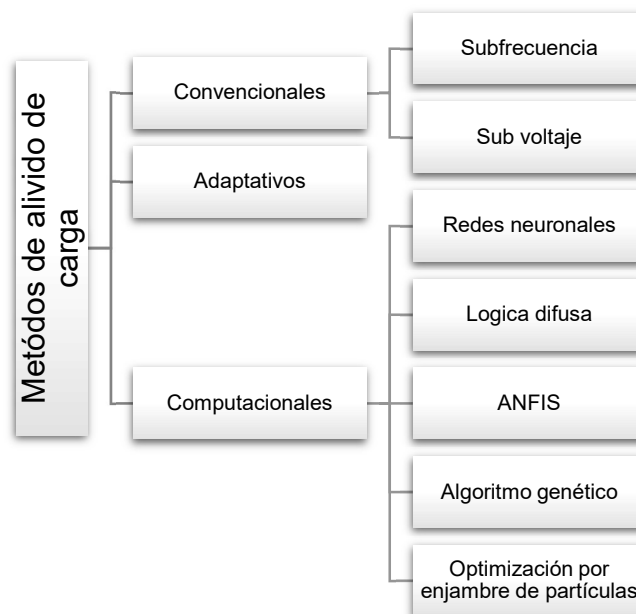 Metódos de alivido de
carga
Convencionales
Subfrecuencia
Sub voltaje
Adaptativos
Computacionales
Redes neuronales
Logica difusa
ANFIS
Algoritmo genético
Optimización por
enjambre de partículas